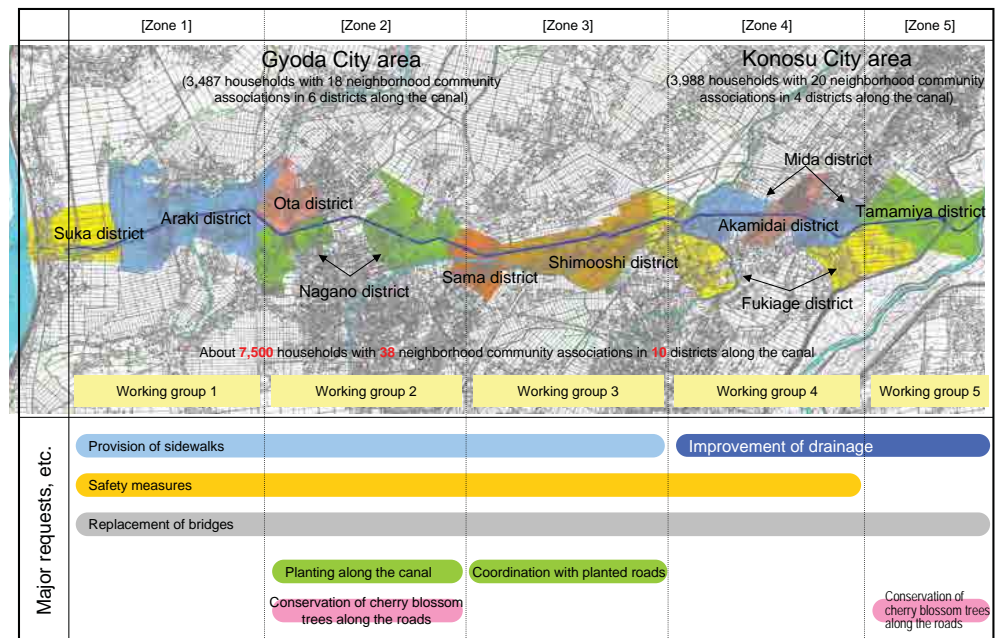 [Zone 1] [Zone 2] [Zone 3] [Zone 4] [Zone 5]
Gyoda City area
(3,487 households with 18 neighborhood community
associations in 6 districts along the canal)
Konosu City area
(3,988 households with 20 neighborhood community
associations in 4 districts along the canal)
Mida district
Suka district
Araki district
Ota district
Nagano district
Sama district
Shimooshi district
Akamidai district
Tamamiya district
Fukiage district
About 7,500 households with 38 neighborhood community associations in 10 districts along the canal
Working group 1
Working group 2
Working group 3
Working group 4
Working group 5
Major requests, etc.
Provision of sidewalks
Improvement of drainage
Safety measures
Replacement of bridges
Planting along the canal
Coordination with planted roads
Conservation of cherry blossom
trees along the roads
Conservation of
cherry blossom trees
along the roads